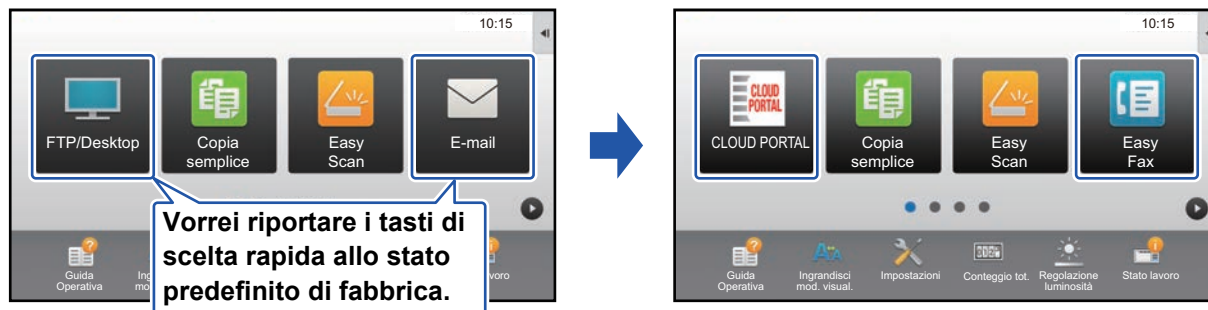 10:15
FTP/Desktop
Copia
semplice
Easy
Scan
E-mail
Vorrei riportare i tasti di
scelta rapida allo stato
predefinito di fabbrica.
Guida
Operativa
10:15
CLOUD
PORTAL
CLOUD PORTAL
Copia
semplice
Easy
Scan
Easy
Fax
Guida
Operativa
Ingrandisci
mod. visual.
Impostazioni
Conteggio tot.
Regolazione
luminosità
Stato lavoro